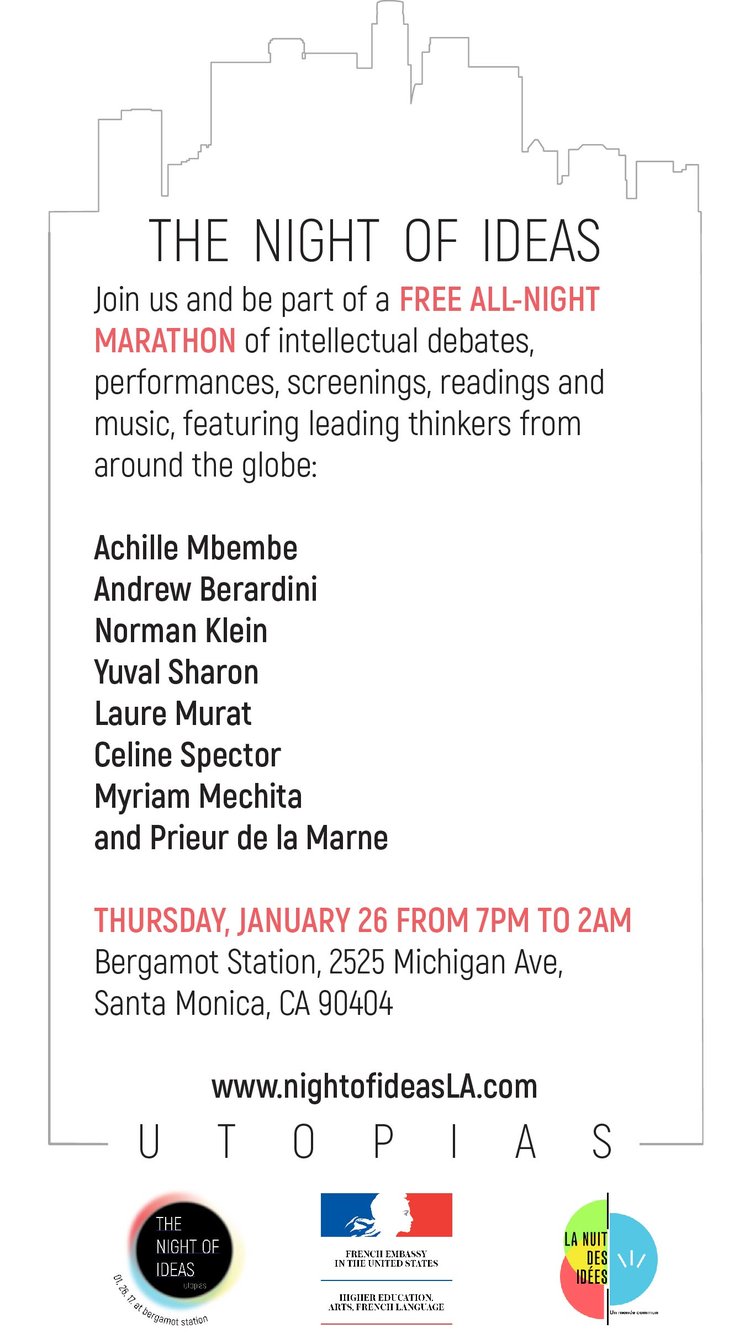 THE NIGHT OF IDEAS
Join us and be part of a FREE ALL-NIGHT
MARATHON of intellectual debates,
performances, screenings, readings and
music, featuring leading thinkers from
around the globe:
Achille Mbembe
Andrew Berardini
Norman Klein
Yuval Sharon
Laure Murat
Celine Spector
Myriam Mechita
and Prieur de la Marne
THURSDAY, JANUARY 26 FROM 7PM TO 2AM
Bergamot Station, 2525 Michigan Ave,
Santa Monica, CA 90404
www.nightofideasLA.com
UTOPIAS
THE
NIGHT OF
IDEAS
utopias
01. 26. 17 at bergamot station
FRENCH EMBASSY
IN THE UNITED STATES
HIGHER EDUCATION,
ARTS, FRENCH LANGUAGE
LA NUIT
DES
IDÉES
Un monde commun